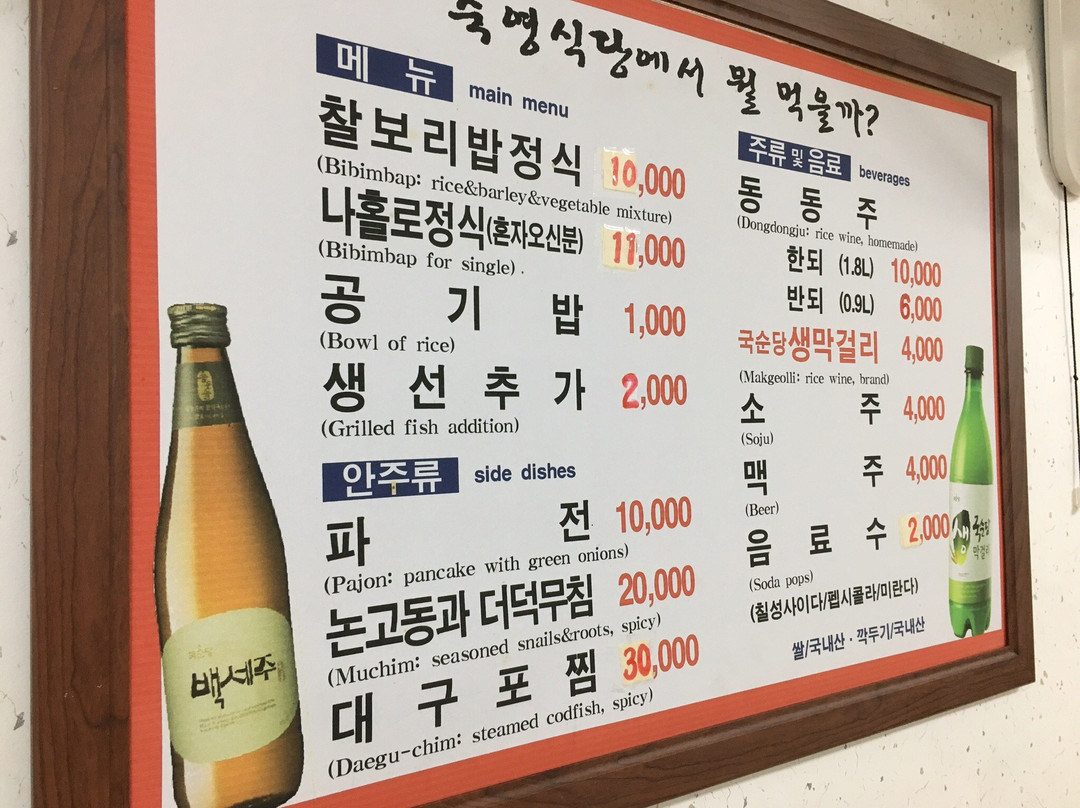 숙영식당에서 뭘 먹을까?
메 뉴 main menu
찰보리밥정식 10,000
(Bibimbap: rice&barley&vegetable mixture)
나홀로정식(혼자오신분) 11,000
(Bibimbap for single)
공 기 밥 1,000
(Bowl of rice)
생 선 추 가 2,000
(Grilled fish addition)
안주류 side dishes
파 전 10,000
(Pajon: pancake with green onions)
논고동과 더덕무침 20,000
(Muchim: seasoned snails&roots, spicy)
대 구 포 찜 30,000
(Daegu-chim: steamed codfish, spicy)
주류 및 음료 beverages
동 동 주
(Dongdongju: rice wine, homemade)
한되 (1.8L) 10,000
반되 (0.9L) 6,000
국순당생막걸리 4,000
(Makgeolli: rice wine, brand)
소 주 4,000
(Soju)
맥 주 4,000
(Beer)
음 료 수 2,000
(Soda pops)
(칠성사이다/펩시콜라/미란다)
쌀/국내산 · 깍두기/국내산
백세주
생 국순당
막걸리